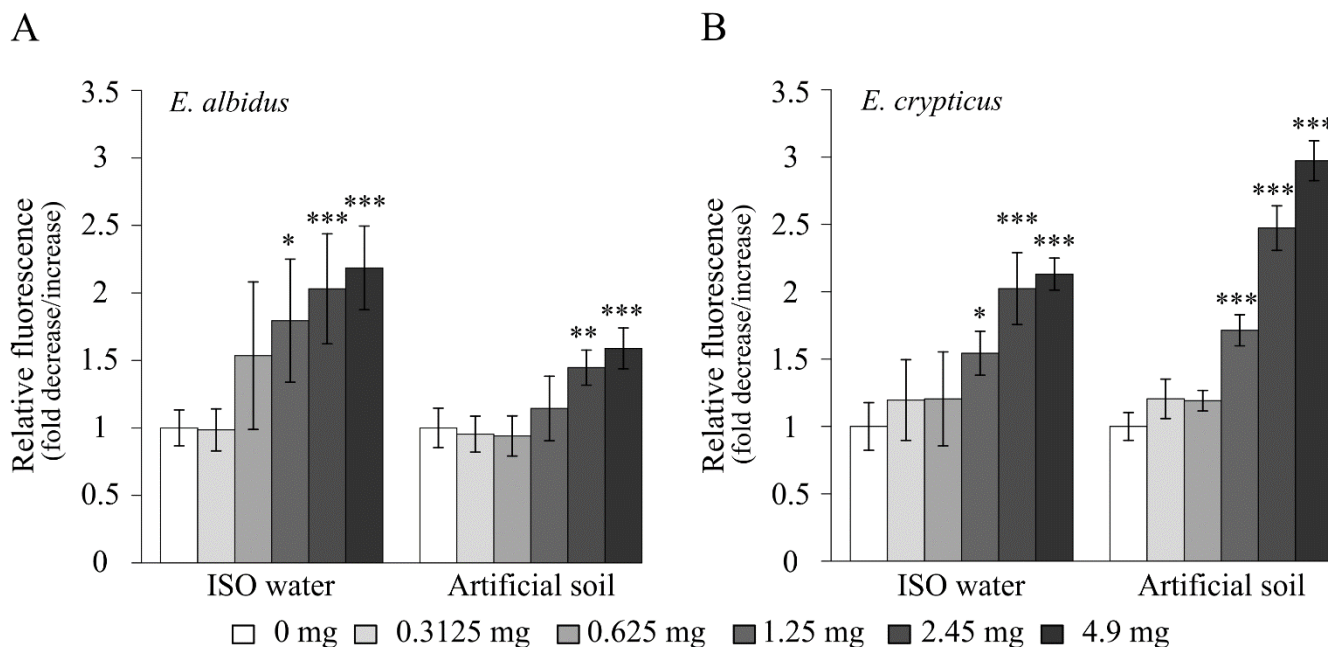 A
B
E. albidus
E. crypticus
Relative fluorescence
(fold decrease/increase)
3.5
3
2.5
2
1.5
1
0.5
0
*
***
***
**
***
ISO water
Artificial soil
Relative fluorescence
(fold decrease/increase)
3.5
3
2.5
2
1.5
1
0.5
0
*
***
***
***
***
***
ISO water
Artificial soil
0 mg
0.3125 mg
0.625 mg
1.25 mg
2.45 mg
4.9 mg